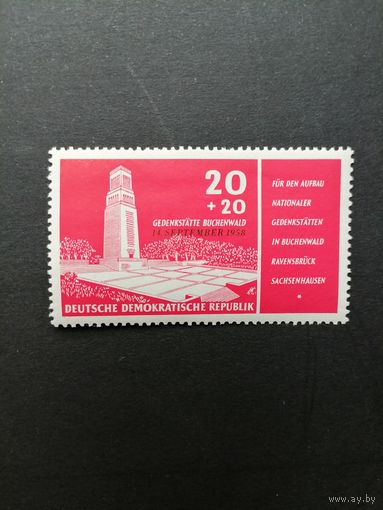 20
+ 20
GEDENKSTÄTTE BUCHENWALD
14. SEPTEMBER 1958
DEUTSCHE DEMOKRATISCHE REPUBLIK
FÜR DEN AUFBAU
NATIONALER
GEDENKSTÄTTEN
IN BUCHENWALD
RAVENSBRÜCK
SACHSENHAUSEN
*
www.ay.by